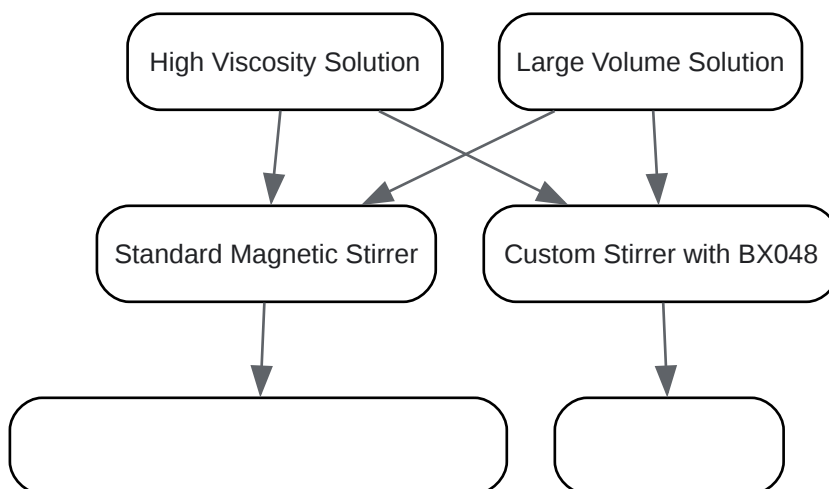 High Viscosity Solution
Large Volume Solution
Standard Magnetic Stirrer
Custom Stirrer with BX048